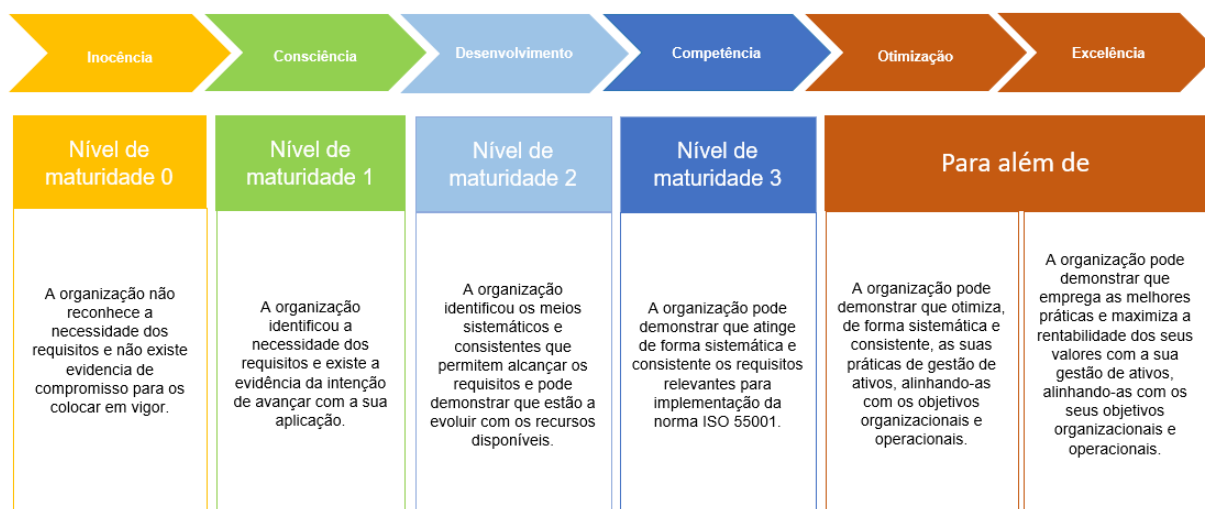 Inocência
Consciência
Desenvolvimento
Competência
Otimização
Excelência
Nível de
maturidade 0
Nível de
maturidade 1
Nível de
maturidade 2
Nível de
maturidade 3
Para além de
A organização não
reconhece a
necessidade dos
requisitos e não existe
evidencia de
compromisso para os
colocar em vigor.
A organização
identificou a
necessidade dos
requisitos e existe a
evidência da intenção
de avançar com a sua
aplicação.
A organização
identificou os meios
sistemáticos e
consistentes que
permitem alcançar os
requisitos e pode
demonstrar que estão a
evoluir com os recursos
disponíveis.
A organização pode
demonstrar que atinge
de forma sistemática e
consistente os requisitos
relevantes para
implementação da
norma ISO 55001.
A organização pode
demonstrar que otimiza,
de forma sistemática e
consistente, as suas
práticas de gestão de
ativos, alinhando-as
com os objetivos
organizacionais e
operacionais.
A organização pode
demonstrar que
emprega as melhores
práticas e maximiza a
rentabilidade dos seus
valores com a sua
gestão de ativos,
alinhando-as com os
seus objetivos
organizacionais e
operacionais.